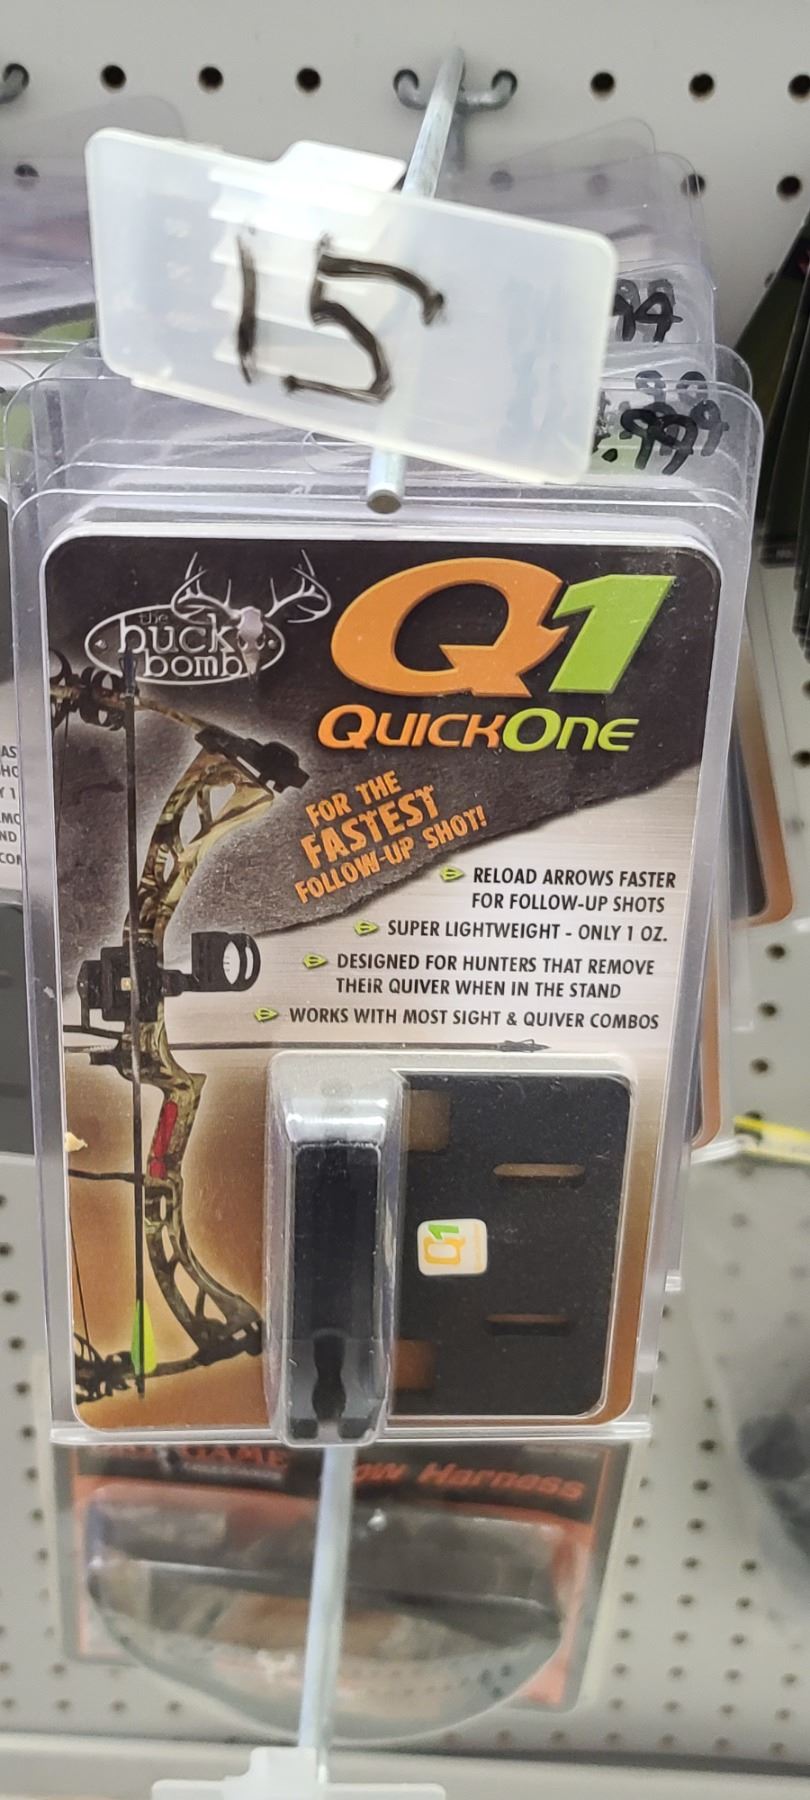 15
99
the
buck
bomb
Q1
QUICKONE
FOR THE
FASTEST
FOLLOW-UP SHOT!
RELOAD ARROWS FASTER
FOR FOLLOW-UP SHOTS
SUPER LIGHTWEIGHT - ONLY 1 OZ.
DESIGNED FOR HUNTERS THAT REMOVE
THEIR QUIVER WHEN IN THE STAND
WORKS WITH MOST SIGHT & QUIVER COMBOS
Q1
GAME
Harness